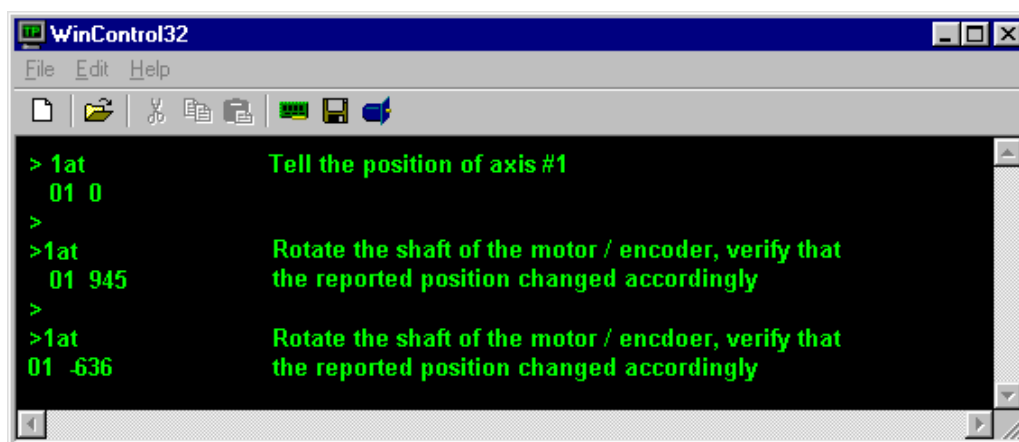 WinControl32
File Edit Help
> 1at Tell the position of axis #1
01 0
>
>1at Rotate the shaft of the motor / encoder, verify that
01 945 the reported position changed accordingly
>
>1at Rotate the shaft of the motor / encdoer, verify that
01 -636 the reported position changed accordingly